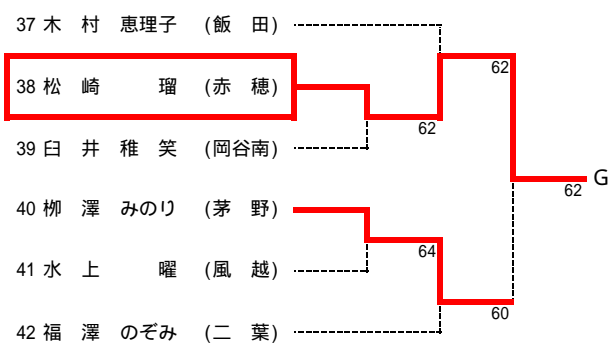 37 木 村 恵理子 (飯 田)
62
38 松 崎 瑠 (赤 穂)
62
39 臼 井 稚 笑 (岡谷南)
62 G
40 栁 澤 みのり (茅 野)
64
41 水 上 曜 (風 越)
60
42 福 澤 のぞみ (二 葉)